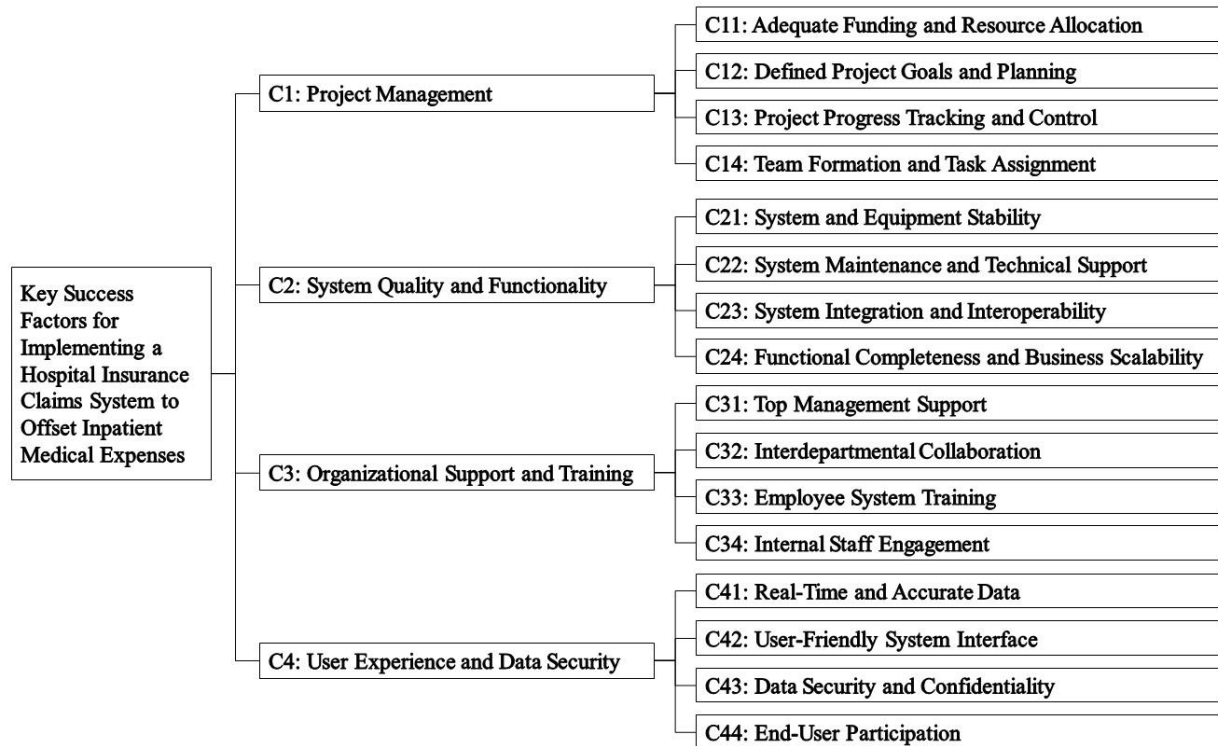 Key Success
Factors for
Implementing a
Hospital Insurance
Claims System to
Offset Inpatient
Medical Expenses
C1: Project Management
C11: Adequate Funding and Resource Allocation
C12: Defined Project Goals and Planning
C13: Project Progress Tracking and Control
C14: Team Formation and Task Assignment
C2: System Quality and Functionality
C21: System and Equipment Stability
C22: System Maintenance and Technical Support
C23: System Integration and Interoperability
C24: Functional Completeness and Business Scalability
C3: Organizational Support and Training
C31: Top Management Support
C32: Interdepartmental Collaboration
C33: Employee System Training
C34: Internal Staff Engagement
C4: User Experience and Data Security
C41: Real-Time and Accurate Data
C42: User-Friendly System Interface
C43: Data Security and Confidentiality
C44: End-User Participation